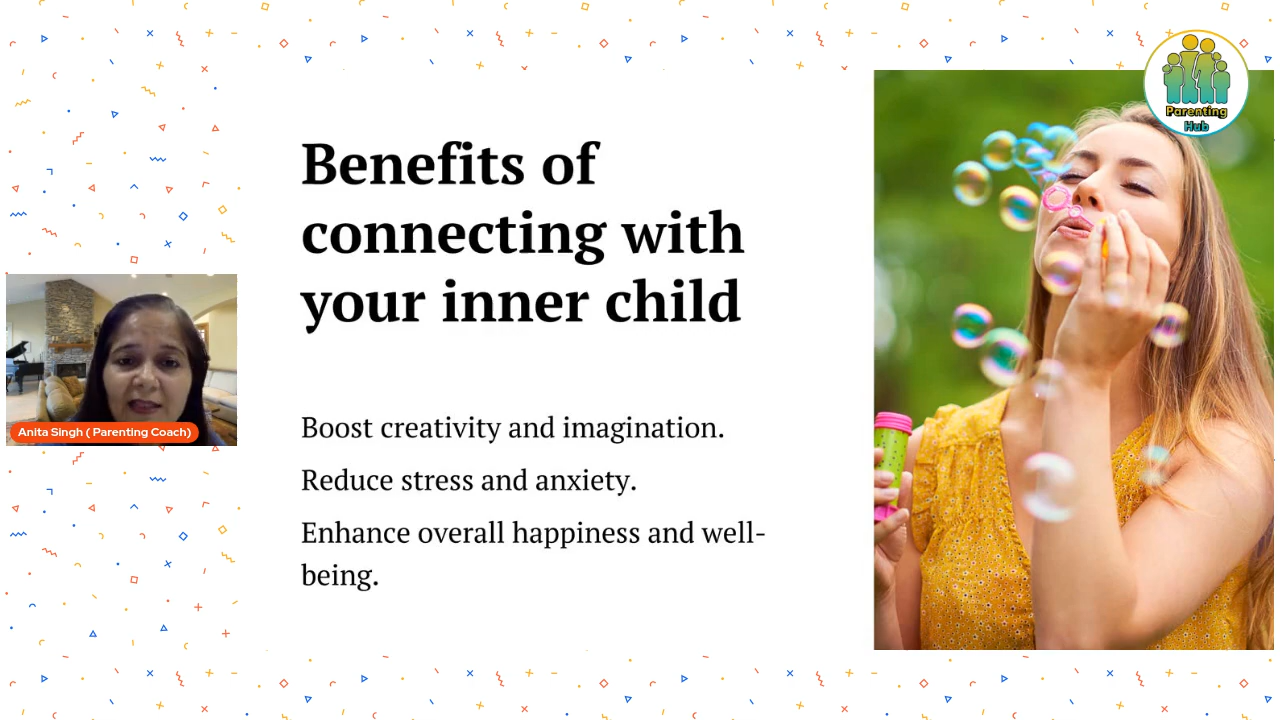 Parenting
Hub
Benefits of
connecting with
your inner child
Anita Singh ( Parenting Coach)
Boost creativity and imagination.
Reduce stress and anxiety.
Enhance overall happiness and well-
being.